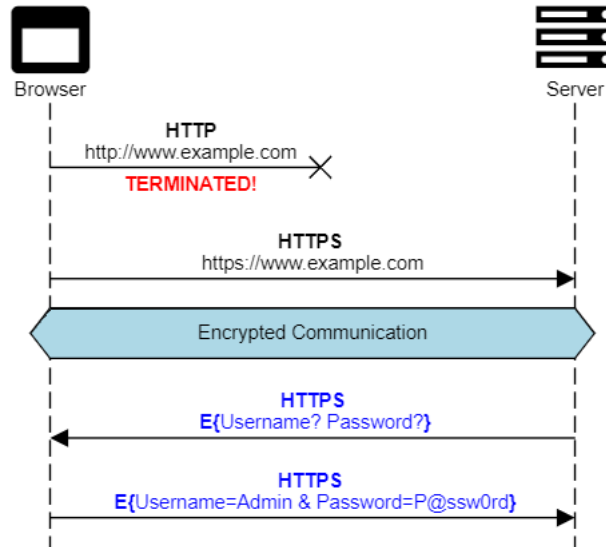 Browser
Server
HTTP
http://www.example.com
TERMINATED!
HTTPS
https://www.example.com
Encrypted Communication
HTTPS
E{Username? Password?}
HTTPS
E{Username=Admin & Password=P@ssw0rd}